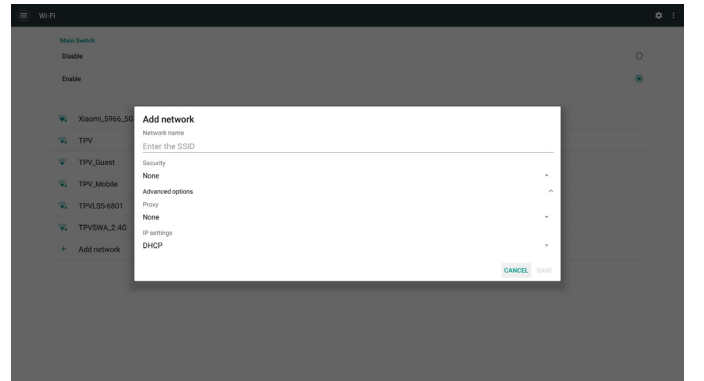 Wi-Fi
Main Switch
Disable
Enable
Xiaomi_5966_5G
TPV
TPV_Guest
TPV_Mobile
TPVLSS-6801
TPVSWA_2.4G
Add network
Add network
Network name
Enter the SSID
Security
None
Advanced options
Proxy
None
IP settings
DHCP
CANCEL SAVE